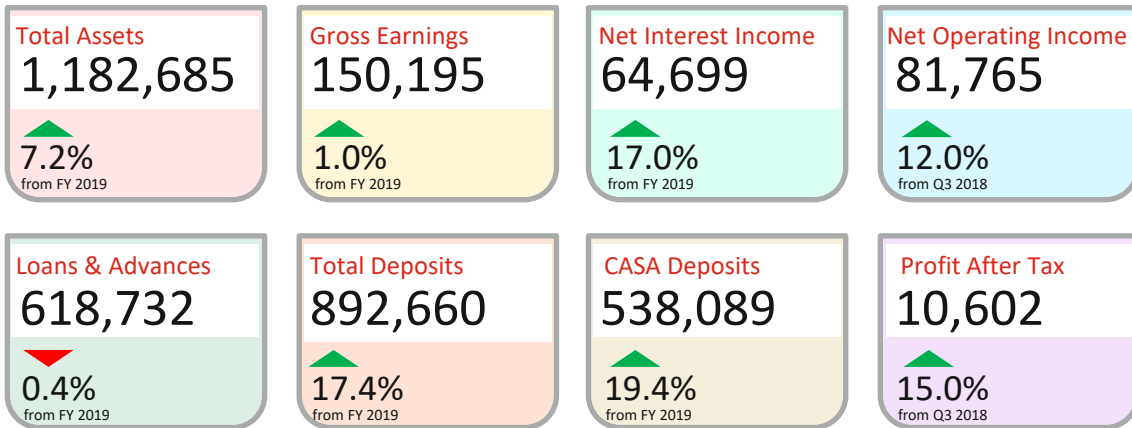 Total Assets
1,182,685
7.2%
from FY 2019
Gross Earnings
150,195
1.0%
from FY 2019
Net Interest Income
64,699
17.0%
from FY 2019
Net Operating Income
81,765
12.0%
from Q3 2018
Loans & Advances
618,732
0.4%
from FY 2019
Total Deposits
892,660
17.4%
from FY 2019
CASA Deposits
538,089
19.4%
from FY 2019
Profit After Tax
10,602
15.0%
from Q3 2018